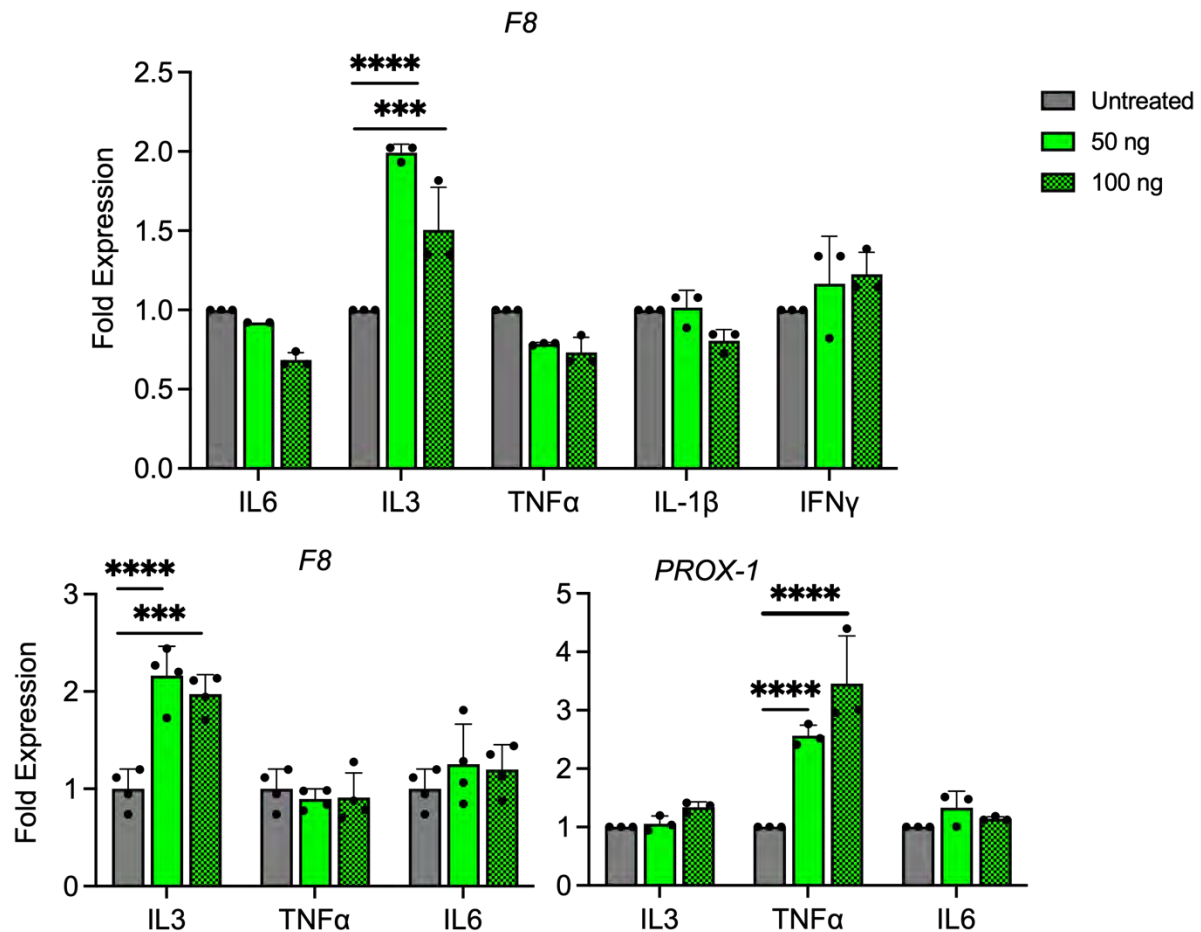 F8
Fold Expression
2.5
2.0
1.5
1.0
0.5
0.0
****
***
IL6 IL3 TNFα IL-1β IFNγ
Untreated
50 ng
100 ng
F8
Fold Expression
3
2
1
0
****
***
IL3 TNFα IL6
PROX-1
5
4
3
2
1
0
****
****
IL3 TNFα IL6